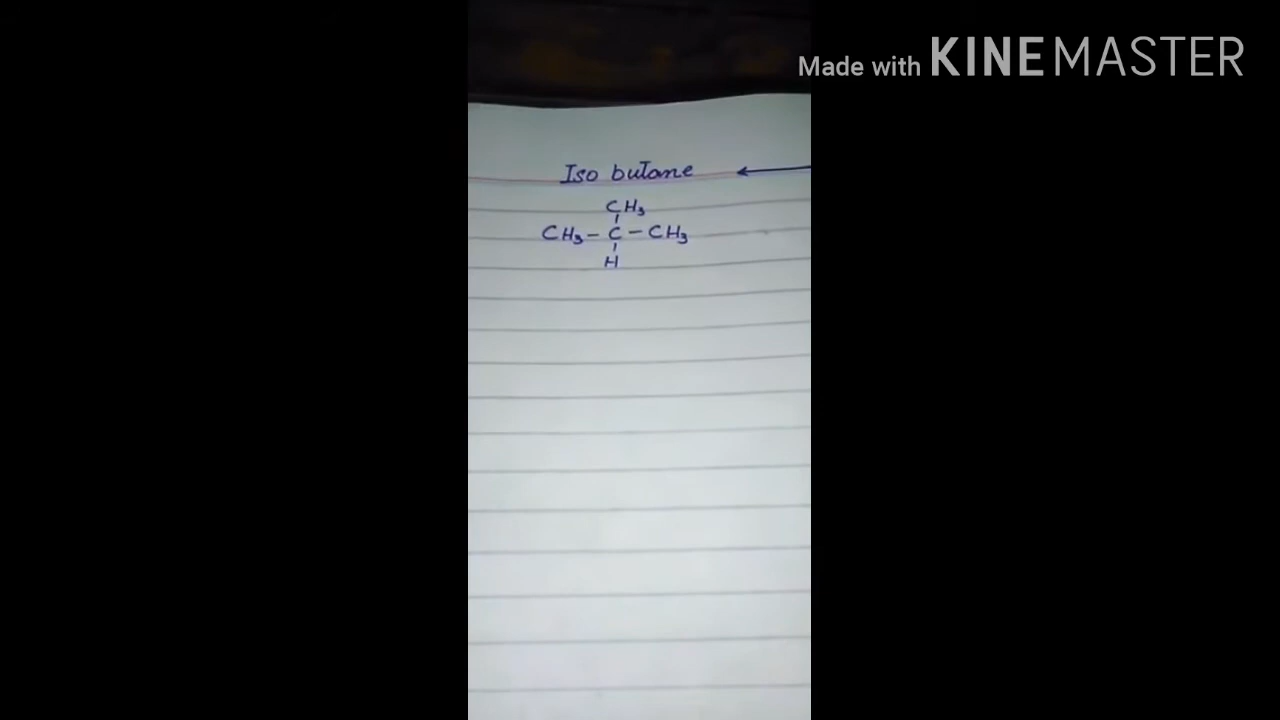 Made with KINEMASTER
Iso butane
CH₃
CH₃ – C – CH₃
H